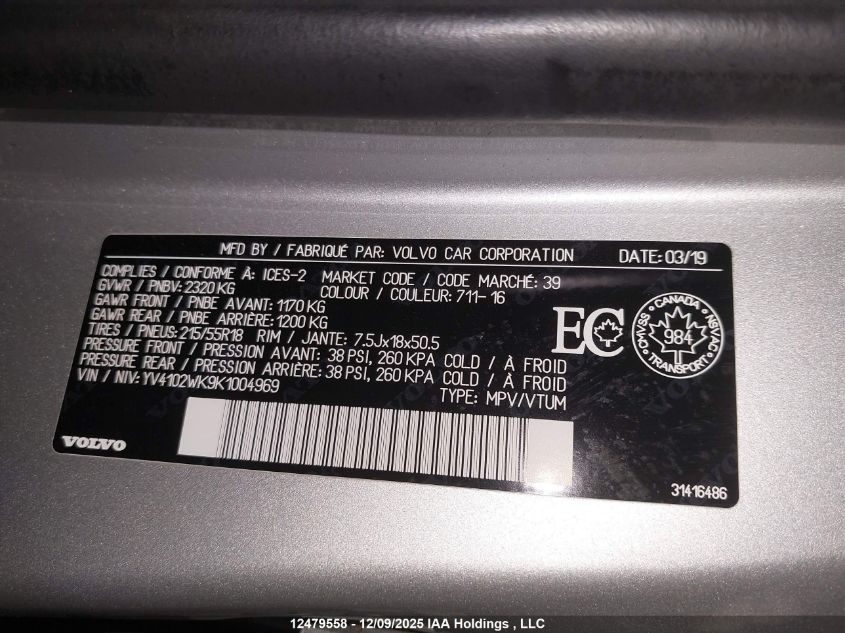 MFD BY / FABRIQUÉ PAR: VOLVO CAR CORPORATION DATE: 03/19
COMPLIES / CONFORME À: ICES-2 MARKET CODE / CODE MARCHÉ: 39
GVWR / PNBV: 2320 KG COLOUR / COULEUR: 711-16
GAWR FRONT / PNBE AVANT: 1170 KG
GAWR REAR / PNBE ARRIÈRE: 1200 KG
TIRES / PNEUS: 215/55R18 RIM / JANTE: 7.5Jx18x50.5
PRESSURE FRONT / PRESSION AVANT: 38 PSI, 260 KPA COLD / À FROID
PRESSURE REAR / PRESSION ARRIÈRE: 38 PSI, 260 KPA COLD / À FROID
VIN / NIV: YV4102WK9K1004969 TYPE: MPV/VTUM
EC
CANADA
SVMAC NSVAC
984
TRANSPORT
VOLVO
31416486
12479558 - 12/09/2025 IAA Holdings , LLC